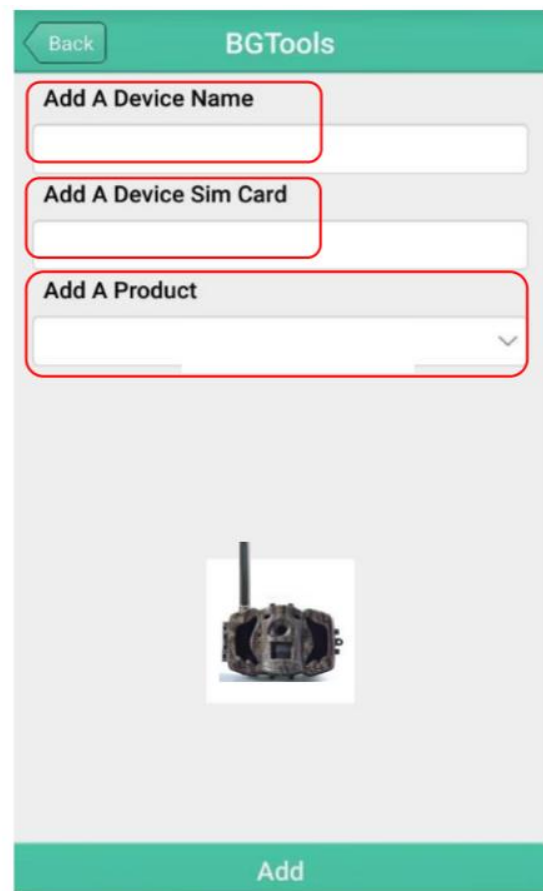 Back
BGTools
Add A Device Name
Add A Device Sim Card
Add A Product
Add